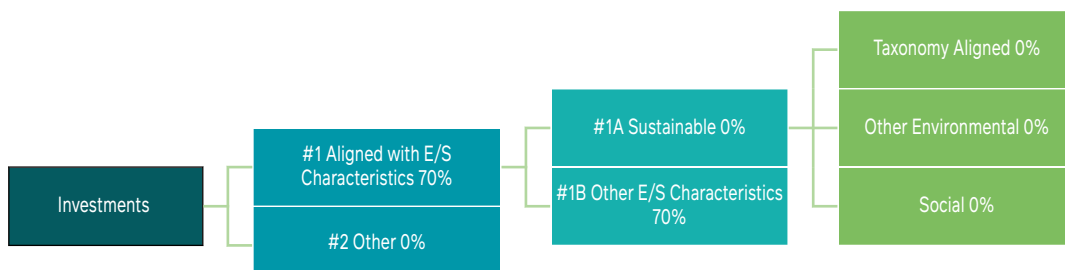 Investments
#1 Aligned with E/S
Characteristics 70%
#2 Other 0%
#1A Sustainable 0%
#1B Other E/S Characteristics
70%
Taxonomy Aligned 0%
Other Environmental 0%
Social 0%